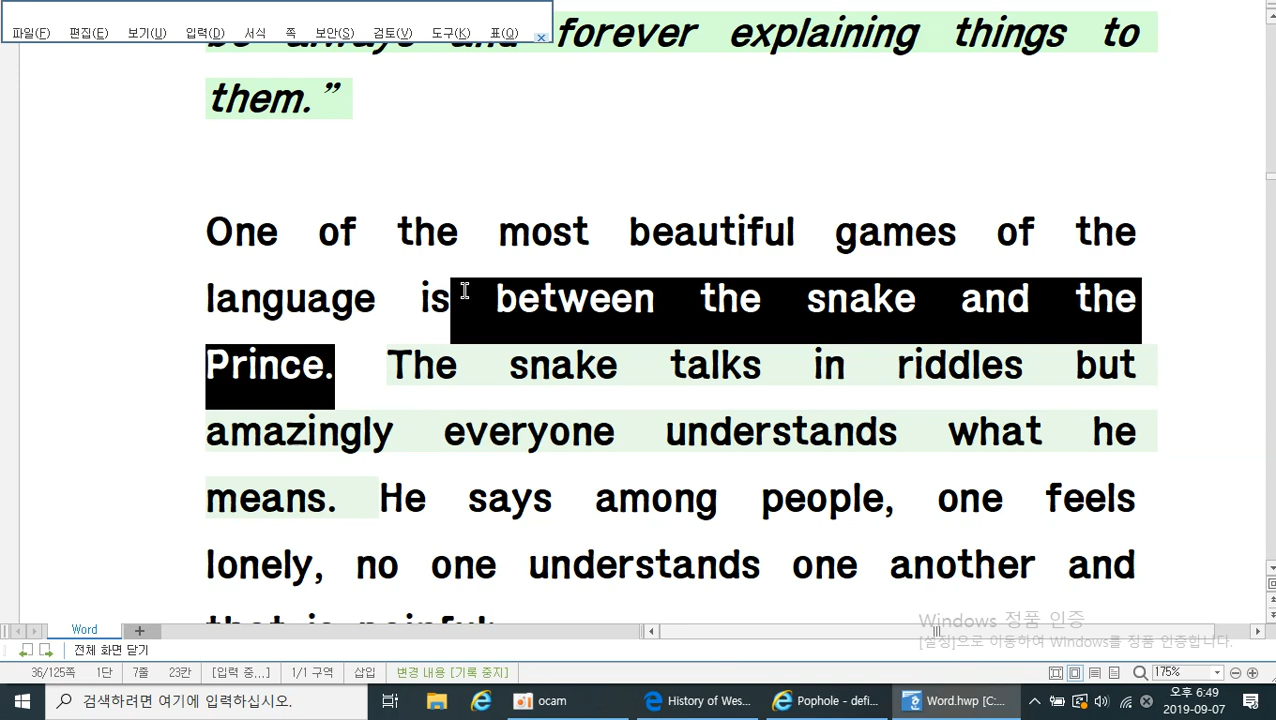 파일(F) 편집(E) 보기(U) 입력(D) 서식 쪽 보안(S) 검토(V) 도구(K) 표(Q)
be always and forever explaining things to
them.”
One of the most beautiful games of the
language is between the snake and the
Prince. The snake talks in riddles but
amazingly everyone understands what he
means. He says among people, one feels
lonely, no one understands one another and
that is painful.
Windows 정품 인증
[설정]으로 이동하여 Windows를 정품 인증합니다.
Word
전체 화면 닫기
36/125쪽 1단 7줄 23칸 [입력 중...] 1/1 구역 삽입 변경 내용 [기록 중지] 175%
검색하려면 여기에 입력하십시오. ocam History of Wes... Pophole - defi... Word.hwp [C:... 오후 6:49
2019-09-07